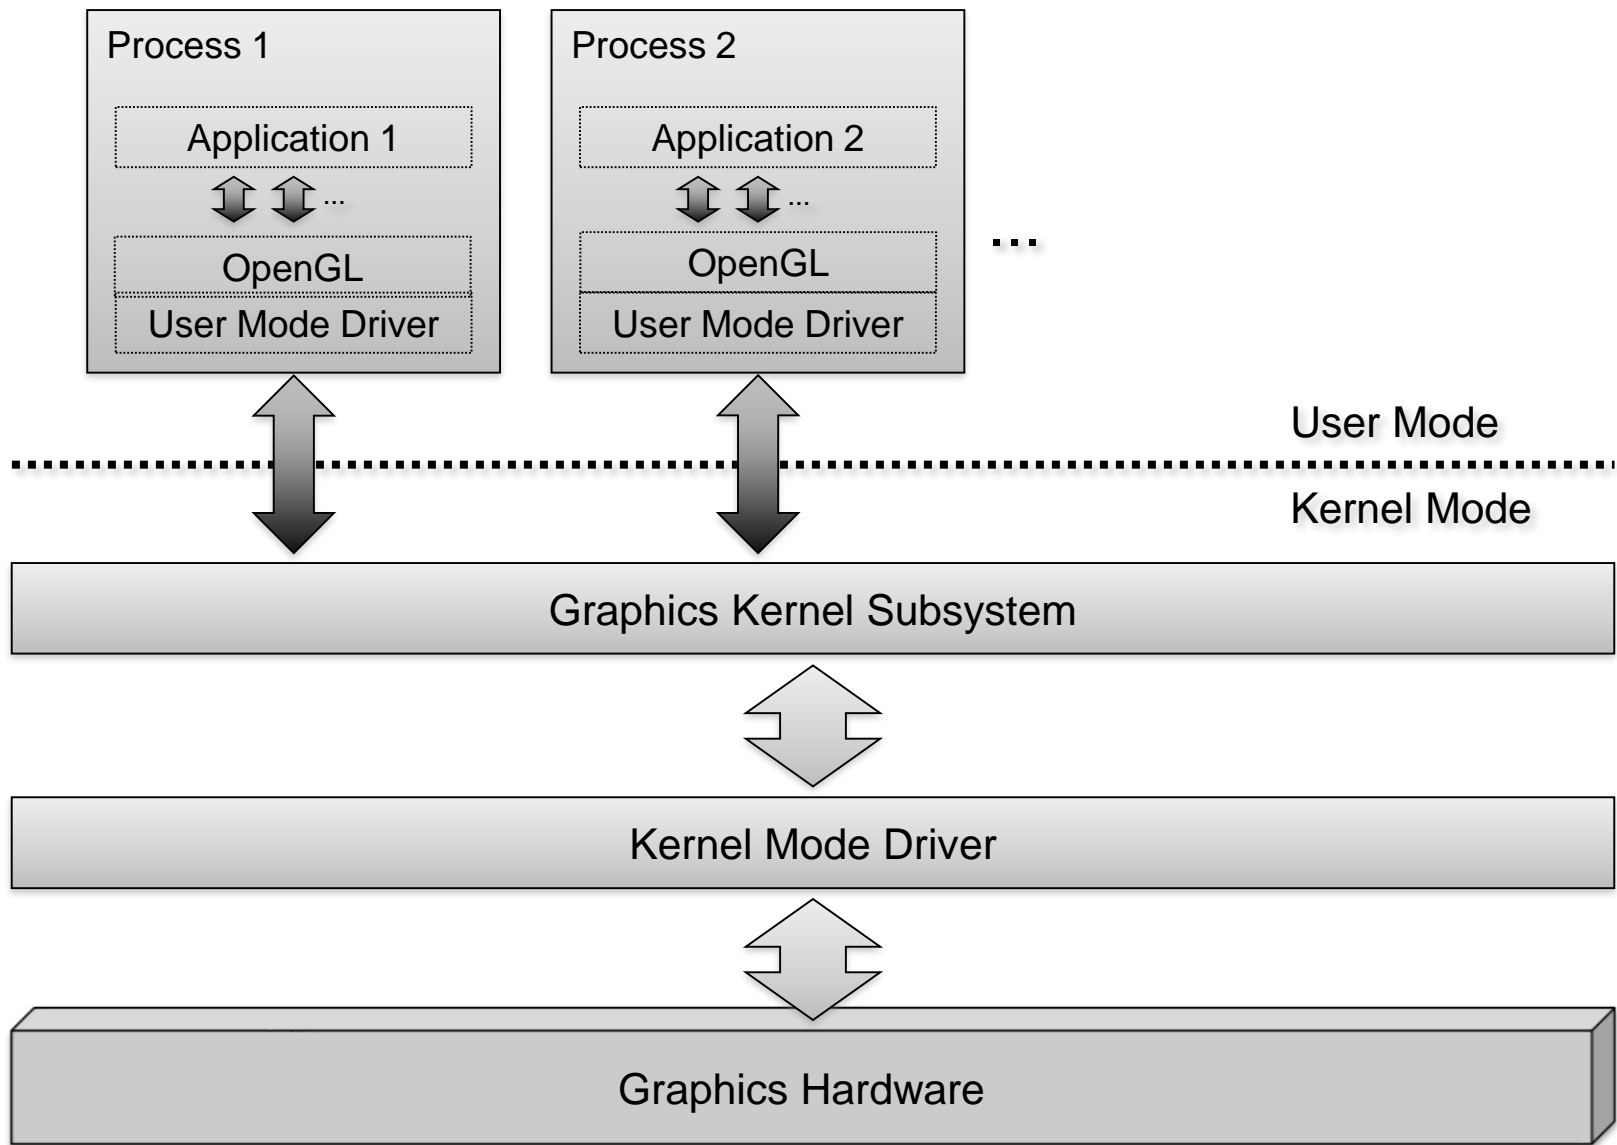 Process 1
Application 1
...
OpenGL
User Mode Driver
Process 2
Application 2
...
OpenGL
User Mode Driver
...
User Mode
Kernel Mode
Graphics Kernel Subsystem
Kernel Mode Driver
Graphics Hardware